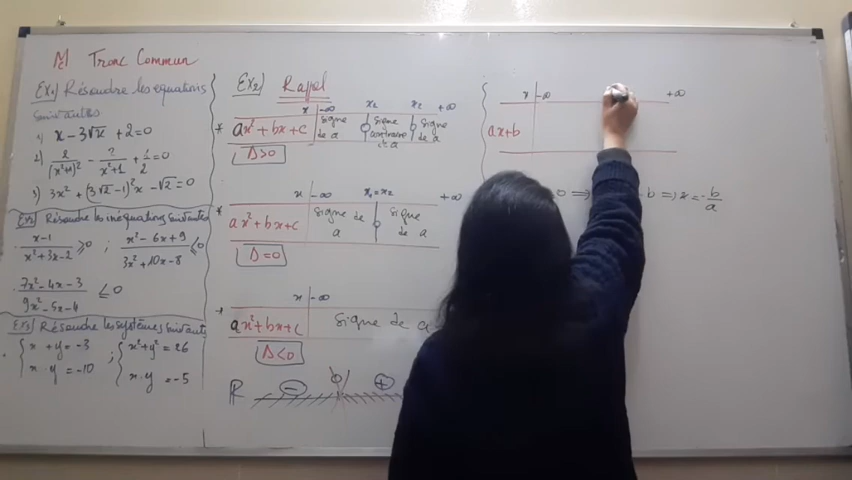 Tronc Commun
Ex1) Résoudre les equations
suivantes
1) x - 3√x + 2 = 0
2) 2/(x²+1)² - ?/(x²+1) + 1/2 = 0
3) 3x² + (3√2-1)²x - √2 = 0
Résoudre les inéquations suivantes
(x-1)/(x²+3x-2) ≥ 0 ; (x²-6x+9)/(3x²+10x-8) ≤ 0
(7x²-4x-3)/(9x²-5x-4) ≤ 0
Ex3) Résoudre les systèmes suivants
{ x + y = -3 ; { x²+y² = 26
x · y = -10 x·y = -5
Ex2) Rappel
x -∞ x₁ x₂ +∞
* ax²+bx+c signe de a 0 signe contraire de a 0 signe de a
Δ>0
x -∞ x₁=x₂ +∞
* ax²+bx+c signe de a 0 signe de a
Δ=0
x -∞
* ax²+bx+c signe de a
Δ<0
ℝ - 0 +
x -∞ +∞
ax+b
0 ⟹ b ⟹ x = -b/a